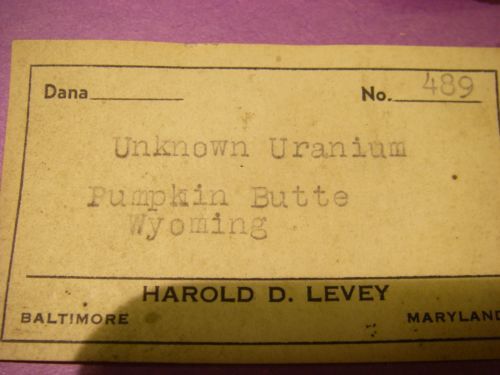 Dana No. 489
Unknown Uranium
Pumpkin Butte
Wyoming
HAROLD D. LEVEY
BALTIMORE MARYLAND